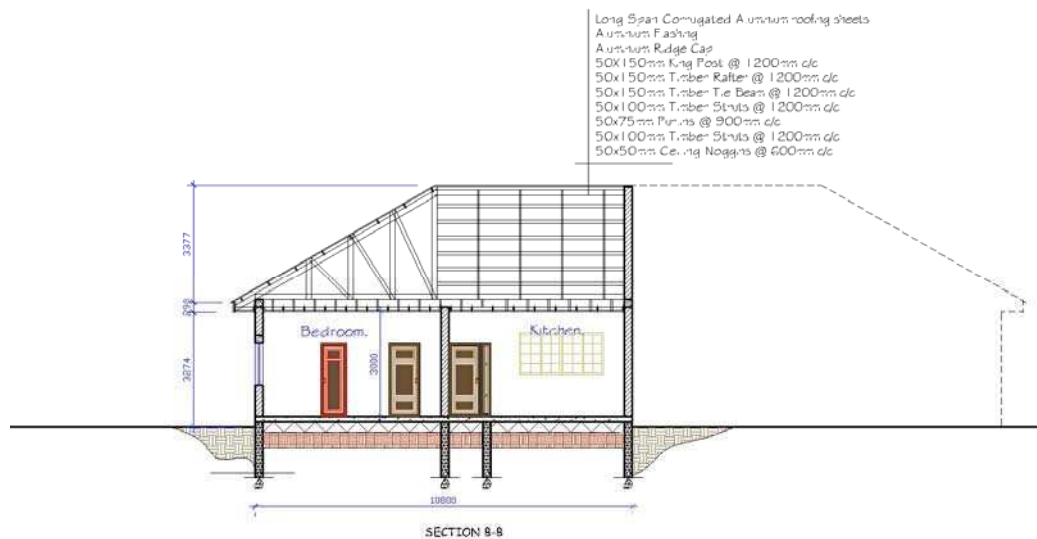 Long Span Corrugated Aluminium roofing sheets
Aluminium Flashing
Aluminium Ridge Cap
50X150mm King Post @ 1200mm c/c
50x150mm Timber Rafter @ 1200mm c/c
50x150mm Timber Tie Beam @ 1200mm c/c
50x100mm Timber Struts @ 1200mm c/c
50x75mm Purlins @ 900mm c/c
50x100mm Timber Struts @ 1200mm c/c
50x50mm Ceiling Noggins @ 600mm c/c
3377
3274
Bedroom.
Kitchen.
3000
SECTION B-B